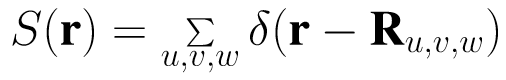 S(𝐫) = ∑_{u,v,w} δ(𝐫 − 𝐑_{u,v,w})